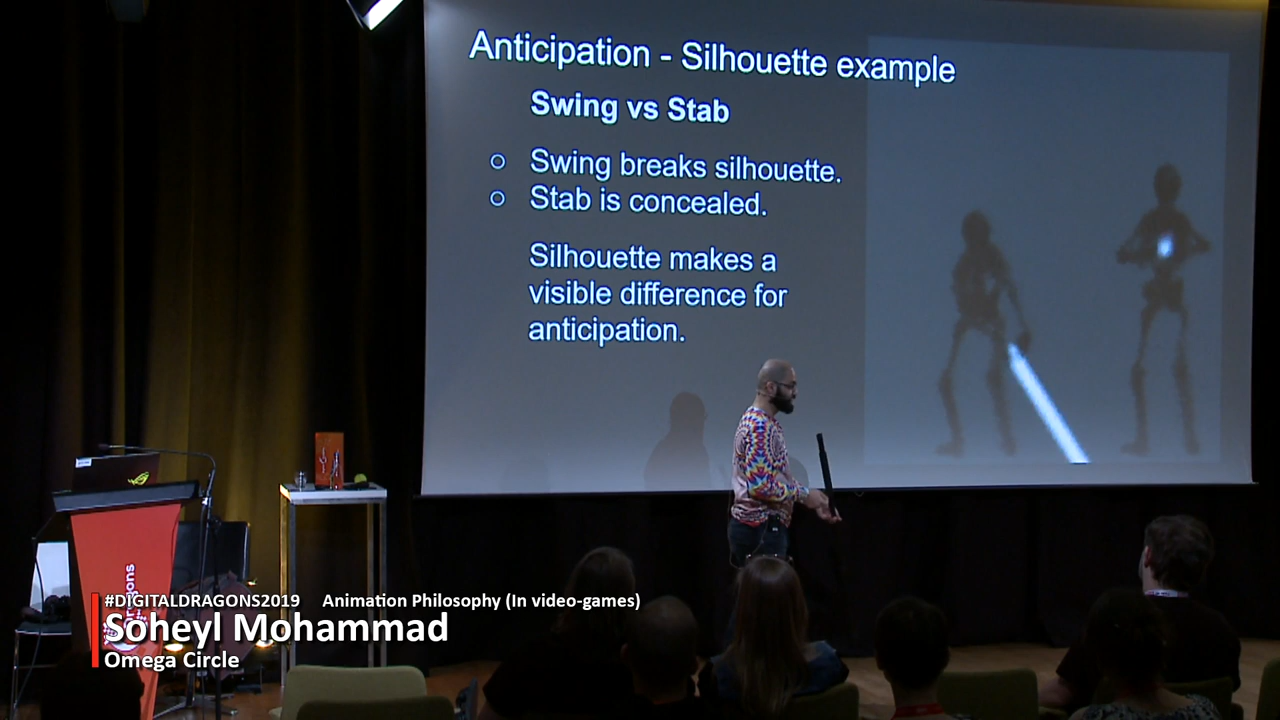 Anticipation - Silhouette example
Swing vs Stab
Swing breaks silhouette.
Stab is concealed.
Silhouette makes a
visible difference for
anticipation.
#DIGITALDRAGONS2019 Animation Philosophy (In video-games)
Soheyl Mohammad
Omega Circle